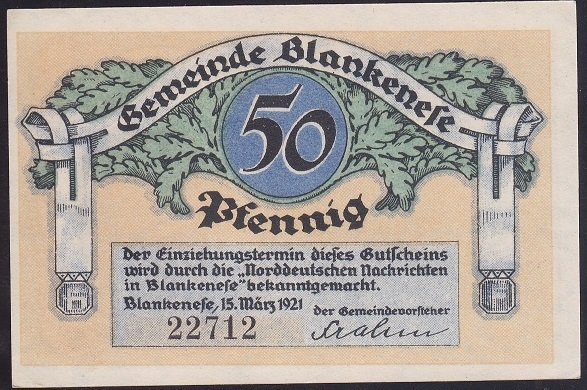 Gemeinde Blankenese
50
Pfennig
Der Einziehungstermin dieses Gutscheins
wird durch die „Norddeutschen Nachrichten
in Blankenese“ bekanntgemacht.
Blankenese, 15. März 1921
der Gemeindevorsteher
22712